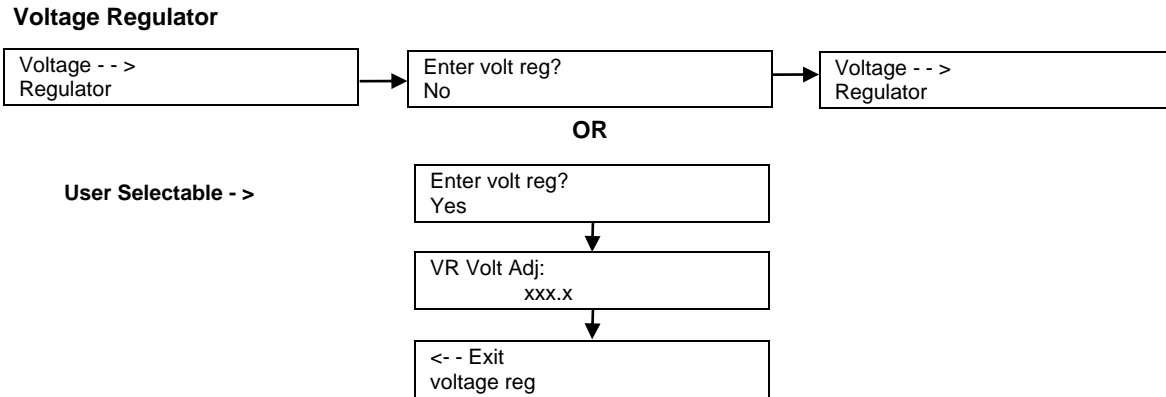 Voltage Regulator
Voltage - - >
Regulator
Enter volt reg?
No
Voltage - - >
Regulator
OR
User Selectable - >
Enter volt reg?
Yes
VR Volt Adj:
xxx.x
<- - Exit
voltage reg